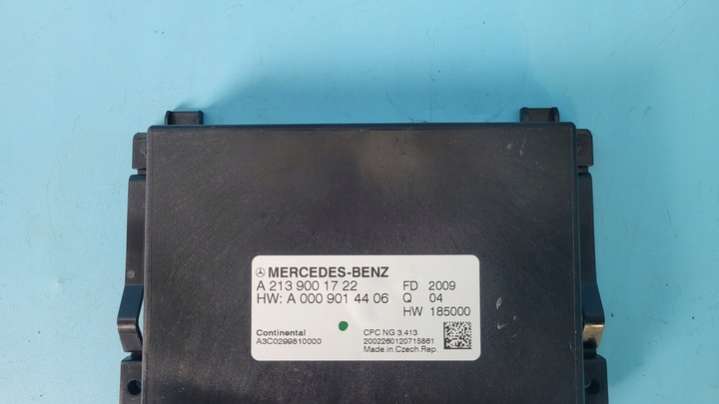 MERCEDES-BENZ
A 213 900 17 22 FD 2009
HW: A 000 901 44 06 Q 04
HW 185000
Continental CPC NG 3.413
A3C0299810000 2002260120715861
Made in Czech.Rep.